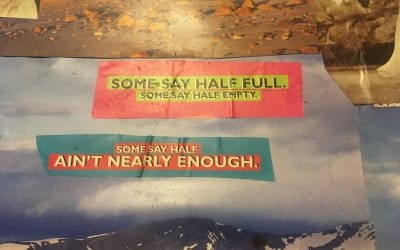 SOME SAY HALF FULL.
SOME SAY HALF EMPTY.
SOME SAY HALF
AIN'T NEARLY ENOUGH.